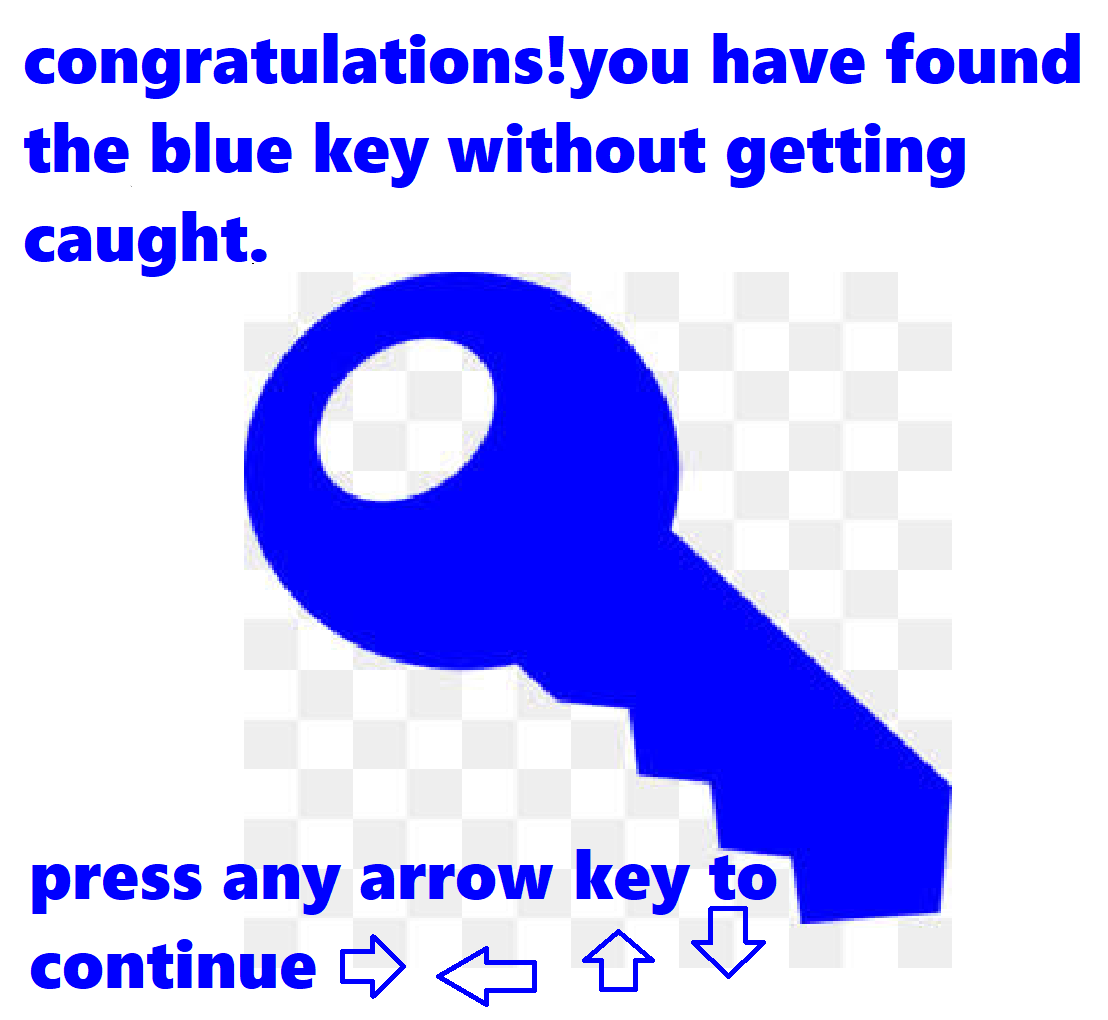 congratulations!you have found
the blue key without getting
caught.
press any arrow key to
continue